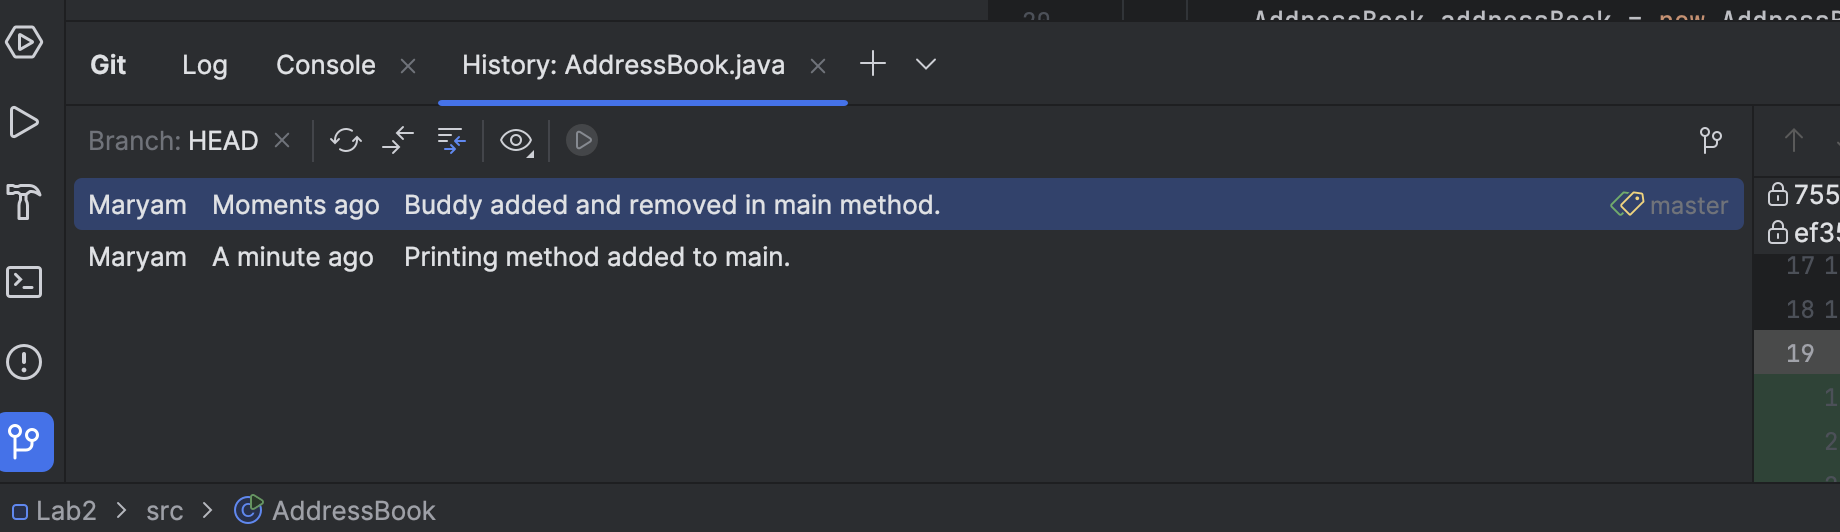 AddressBook addressBook = new AddressB
Git Log Console History: AddressBook.java
Branch: HEAD
Maryam Moments ago Buddy added and removed in main method. master
Maryam A minute ago Printing method added to main.
755
ef35
17 1
18 1
19
1
2
Lab2 > src > AddressBook